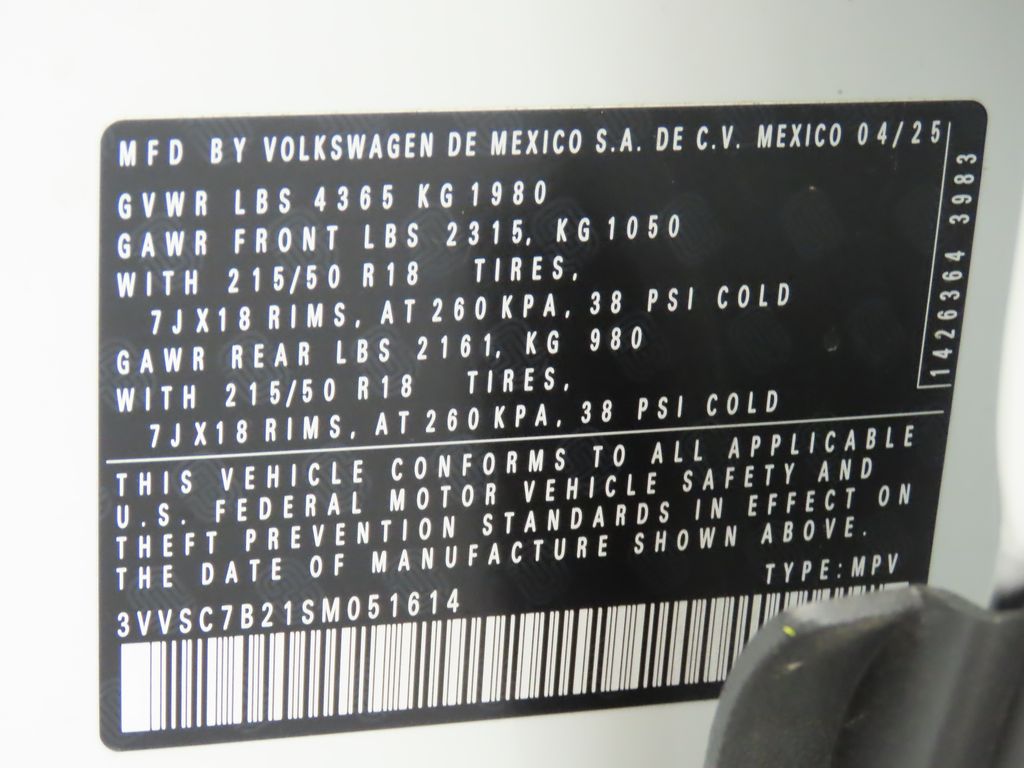 MFD BY VOLKSWAGEN DE MEXICO S.A. DE C.V. MEXICO 04/25
GVWR LBS 4365 KG 1980
GAWR FRONT LBS 2315, KG 1050
WITH 215/50 R18 TIRES,
7JX18 RIMS, AT 260 KPA, 38 PSI COLD
GAWR REAR LBS 2161, KG 980
WITH 215/50 R18 TIRES,
7JX18 RIMS, AT 260 KPA, 38 PSI COLD
1426364 3983
THIS VEHICLE CONFORMS TO ALL APPLICABLE
U.S. FEDERAL MOTOR VEHICLE SAFETY AND
THEFT PREVENTION STANDARDS IN EFFECT ON
THE DATE OF MANUFACTURE SHOWN ABOVE.
TYPE:MPV
3VVSC7B21SM051614